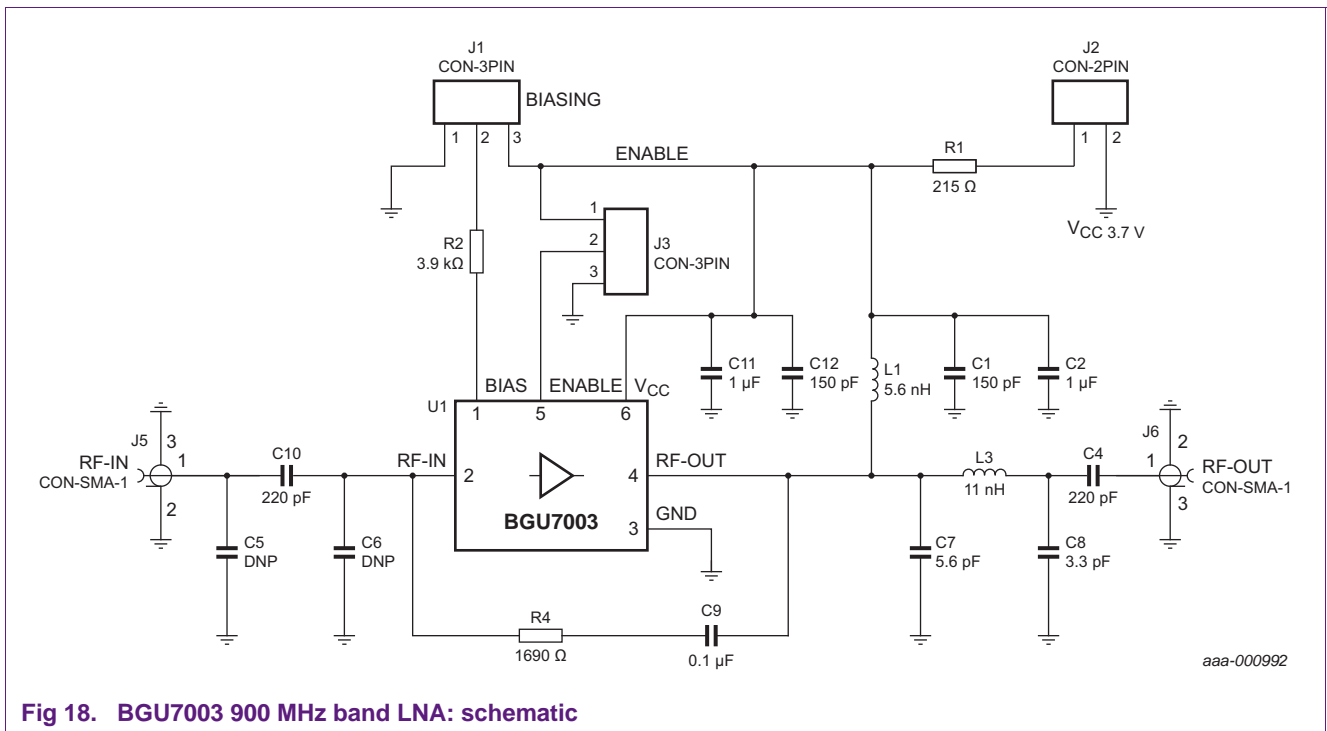 J1
CON-3PIN
BIASING
1 2 3
J2
CON-2PIN
1 2
ENABLE
R1
215 Ω
VCC 3.7 V
R2
3.9 kΩ
1
2
3
J3
CON-3PIN
C11
1 µF
C12
150 pF
L1
5.6 nH
C1
150 pF
C2
1 µF
U1
BIAS ENABLE VCC
1 5 6
J5
3
RF-IN
CON-SMA-1
1
2
C10
220 pF
RF-IN
2
BGU7003
4
RF-OUT
3
GND
L3
11 nH
C4
220 pF
J6
2
1
RF-OUT
CON-SMA-1
3
C5
DNP
C6
DNP
C7
5.6 pF
C8
3.3 pF
R4
1690 Ω
C9
0.1 µF
aaa-000992
Fig 18. BGU7003 900 MHz band LNA: schematic